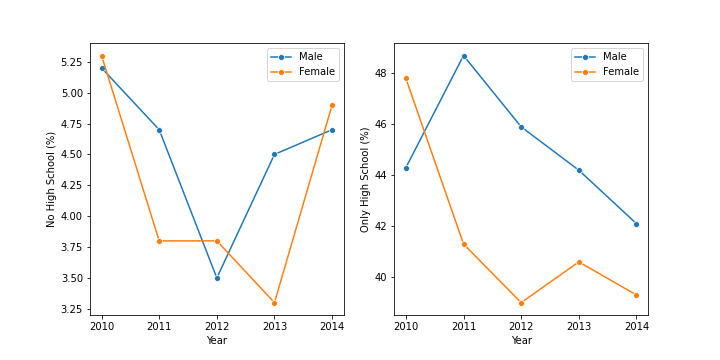 No High School (%)
5.25
5.00
4.75
4.50
4.25
4.00
3.75
3.50
3.25
2010 2011 2012 2013 2014
Year
Male
Female
Only High School (%)
48
46
44
42
40
2010 2011 2012 2013 2014
Year
Male
Female